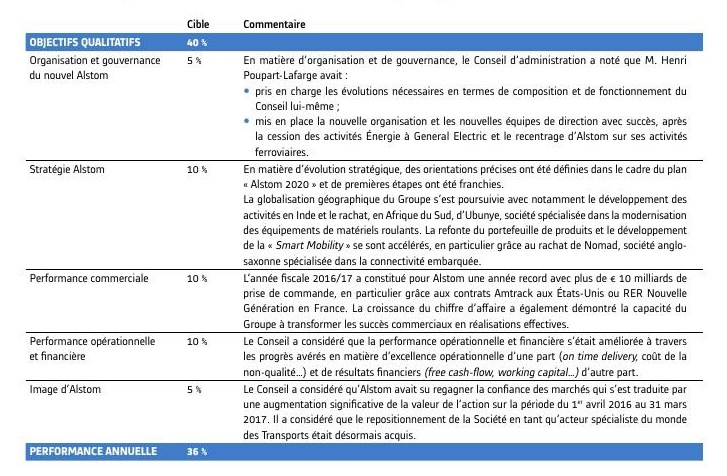 Cible Commentaire
OBJECTIFS QUALITATIFS 40 %
Organisation et gouvernance
du nouvel Alstom
5 %
En matière d'organisation et de gouvernance, le Conseil d'administration a noté que M. Henri
Poupart-Lafarge avait :
• pris en charge les évolutions nécessaires en termes de composition et de fonctionnement du
Conseil lui-même ;
• mis en place la nouvelle organisation et les nouvelles équipes de direction avec succès, après
la cession des activités Énergie à General Electric et le recentrage d'Alstom sur ses activités
ferroviaires.
Stratégie Alstom
10 %
En matière d'évolution stratégique, des orientations précises ont été définies dans le cadre du plan
« Alstom 2020 » et de premières étapes ont été franchies.
La globalisation géographique du Groupe s'est poursuivie avec notamment le développement des
activités en Inde et le rachat, en Afrique du Sud, d'Ubunye, société spécialisée dans la modernisation
des équipements de matériels roulants. La refonte du portefeuille de produits et le développement
de la « Smart Mobility » se sont accélérés, en particulier grâce au rachat de Nomad, société anglo-
saxonne spécialisée dans la connectivité embarquée.
Performance commerciale
10 %
L'année fiscale 2016/17 a constitué pour Alstom une année record avec plus de € 10 milliards de
prise de commande, en particulier grâce aux contrats Amtrack aux États-Unis ou RER Nouvelle
Génération en France. La croissance du chiffre d'affaire a également démontré la capacité du
Groupe à transformer les succès commerciaux en réalisations effectives.
Performance opérationnelle
et financière
10 %
Le Conseil a considéré que la performance opérationnelle et financière s'était améliorée à travers
les progrès avérés en matière d'excellence opérationnelle d'une part (on time delivery, coût de la
non-qualité...) et de résultats financiers (free cash-flow, working capital...) d'autre part.
Image d'Alstom
5 %
Le Conseil a considéré qu'Alstom avait su regagner la confiance des marchés qui s'est traduite par
une augmentation significative de la valeur de l'action sur la période du 1er avril 2016 au 31 mars
2017. Il a considéré que le repositionnement de la Société en tant qu'acteur spécialiste du monde
des Transports était désormais acquis.
PERFORMANCE ANNUELLE 36 %